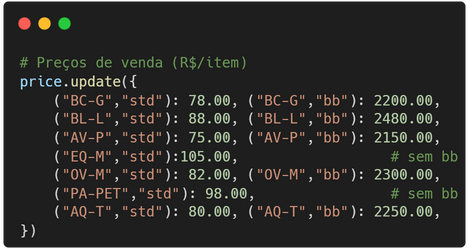 # Preços de venda (R$/item)
price.update({
    ("BC-G","std"): 78.00, ("BC-G","bb"): 2200.00,
    ("BL-L","std"): 88.00, ("BL-L","bb"): 2480.00,
    ("AV-P","std"): 75.00, ("AV-P","bb"): 2150.00,
    ("EQ-M","std"):105.00,                # sem bb
    ("OV-M","std"): 82.00, ("OV-M","bb"): 2300.00,
    ("PA-PET","std"): 98.00,              # sem bb
    ("AQ-T","std"): 80.00, ("AQ-T","bb"): 2250.00,
})